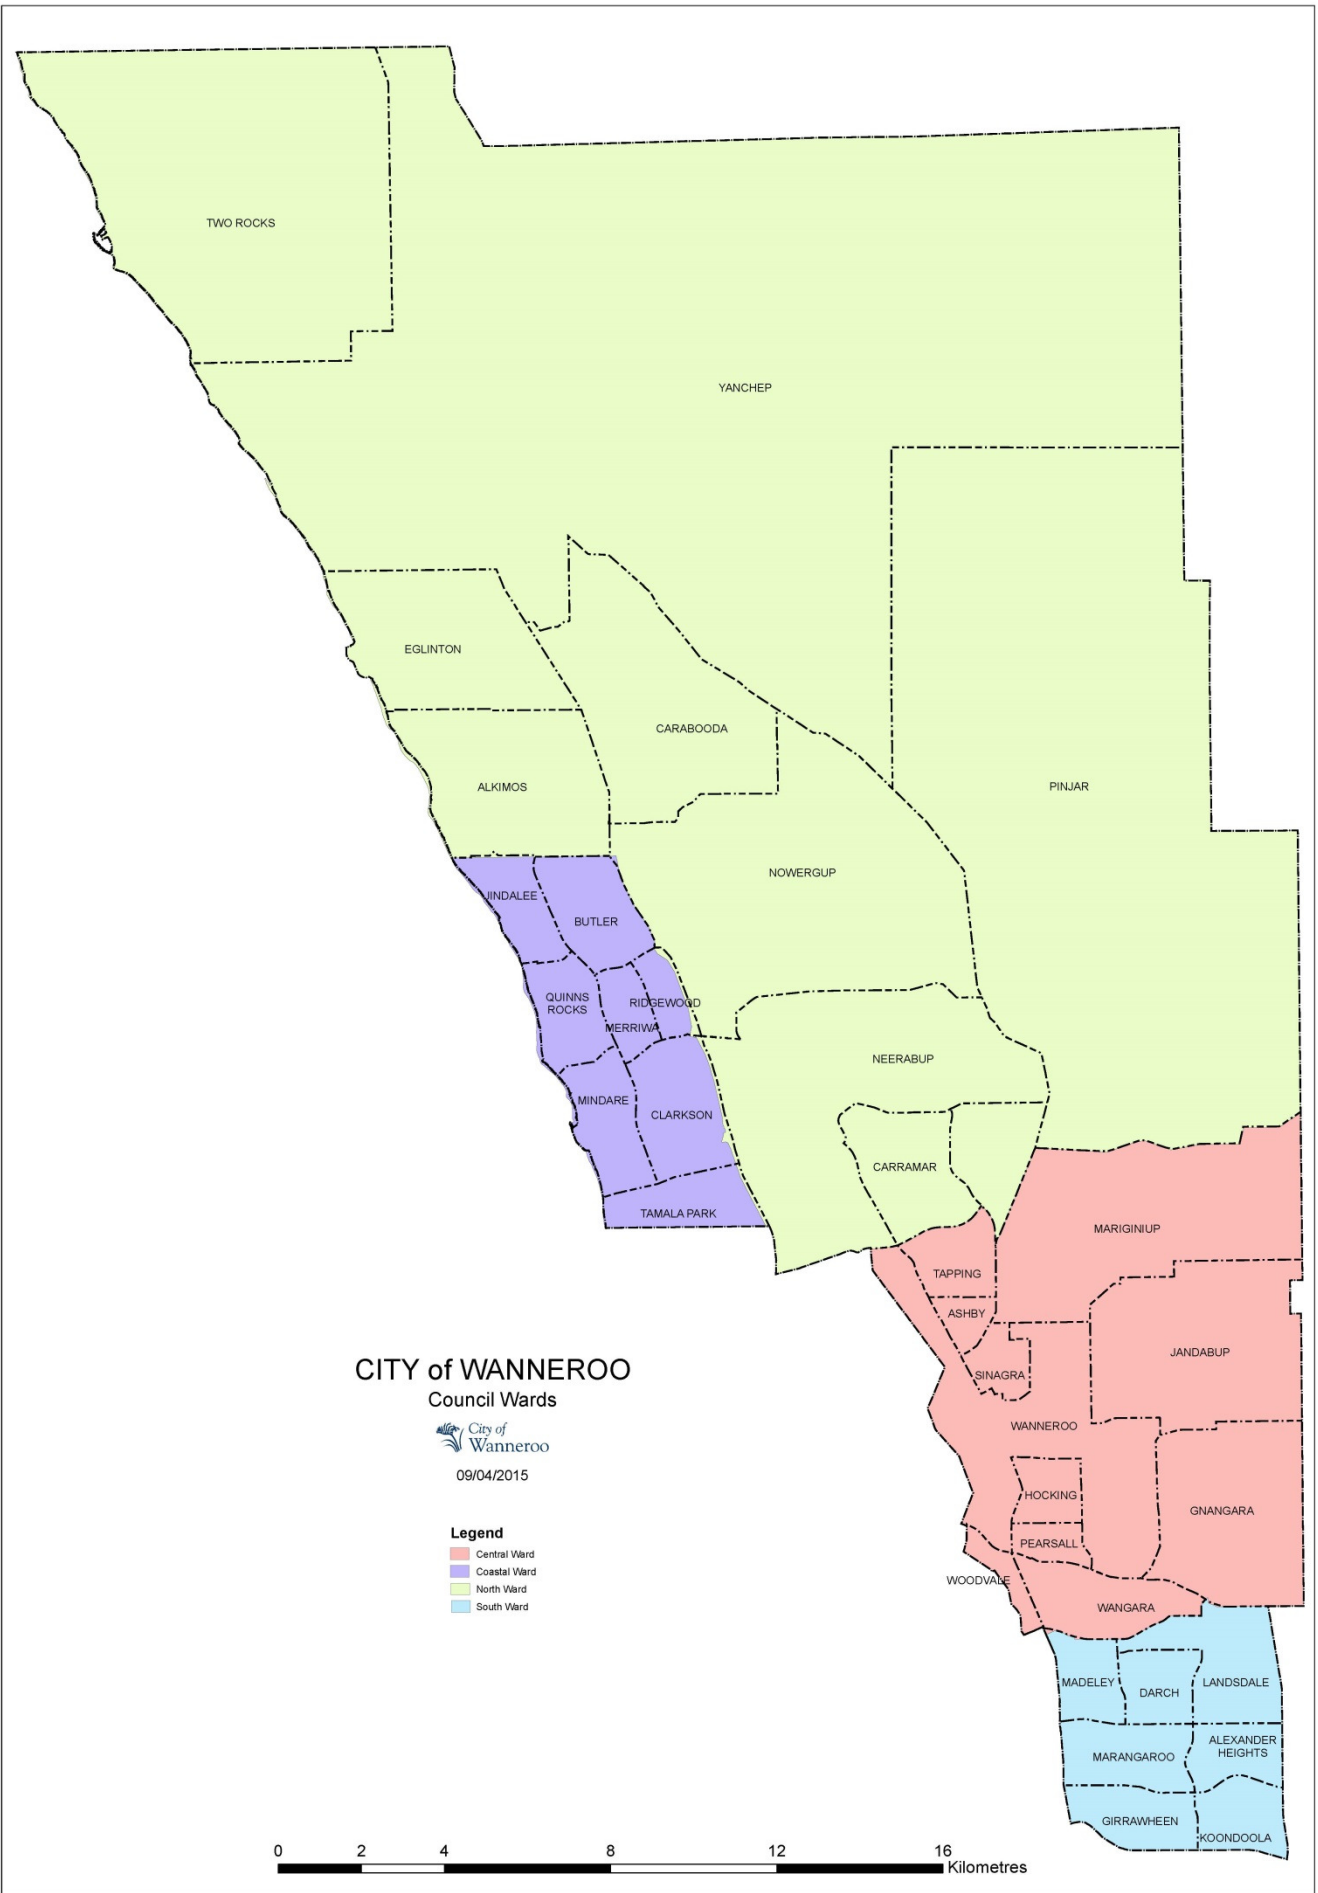 TWO ROCKS
YANCHEP
EGLINTON
CARABOODA
ALKIMOS
PINJAR
NOWERGUP
JINDALEE
BUTLER
QUINNS
ROCKS
RIDGEWOOD
MERRIWA
NEERABUP
MINDARE
CLARKSON
CARRAMAR
TAMALA PARK
MARIGINIUP
TAPPING
ASHBY
JANDABUP
SINAGRA
WANNEROO
HOCKING
GNANGARA
PEARSALL
WOODVALE
WANGARA
MADELEY
DARCH
LANDSDALE
MARANGAROO
ALEXANDER
HEIGHTS
GIRRAWHEEN
KOONDOOLA
CITY of WANNEROO
Council Wards
City of
Wanneroo
09/04/2015
Legend
Central Ward
Coastal Ward
North Ward
South Ward
0 2 4 8 12 16
Kilometres